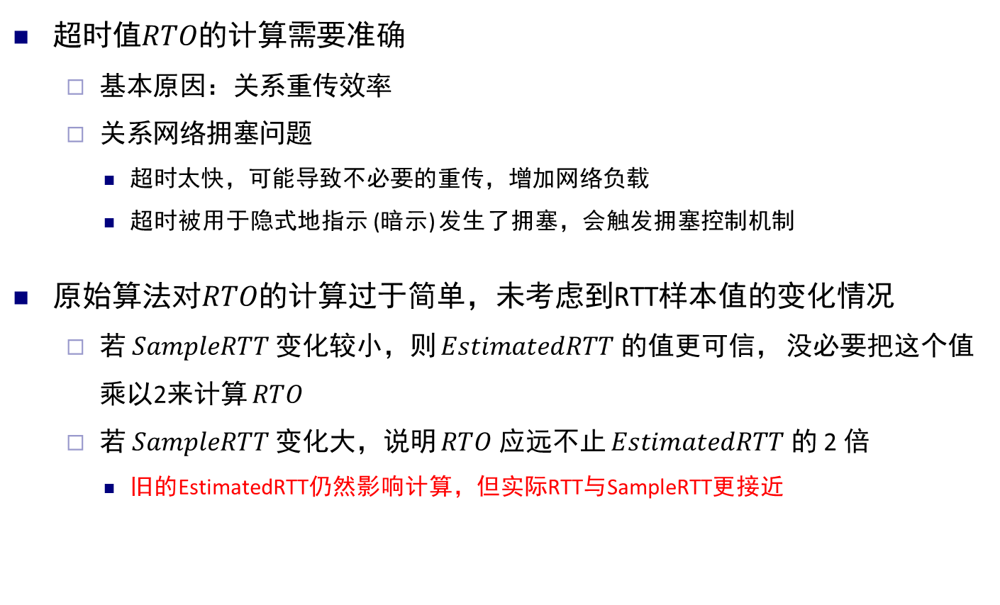 超时值RTO的计算需要准确
基本原因：关系重传效率
关系网络拥塞问题
超时太快，可能导致不必要的重传，增加网络负载
超时被用于隐式地指示 (暗示) 发生了拥塞，会触发拥塞控制机制
原始算法对RTO的计算过于简单，未考虑到RTT样本值的变化情况
若 SampleRTT 变化较小，则 EstimatedRTT 的值更可信， 没必要把这个值
乘以2来计算 RTO
若 SampleRTT 变化大，说明 RTO 应远不止 EstimatedRTT 的 2 倍
旧的EstimatedRTT仍然影响计算，但实际RTT与SampleRTT更接近